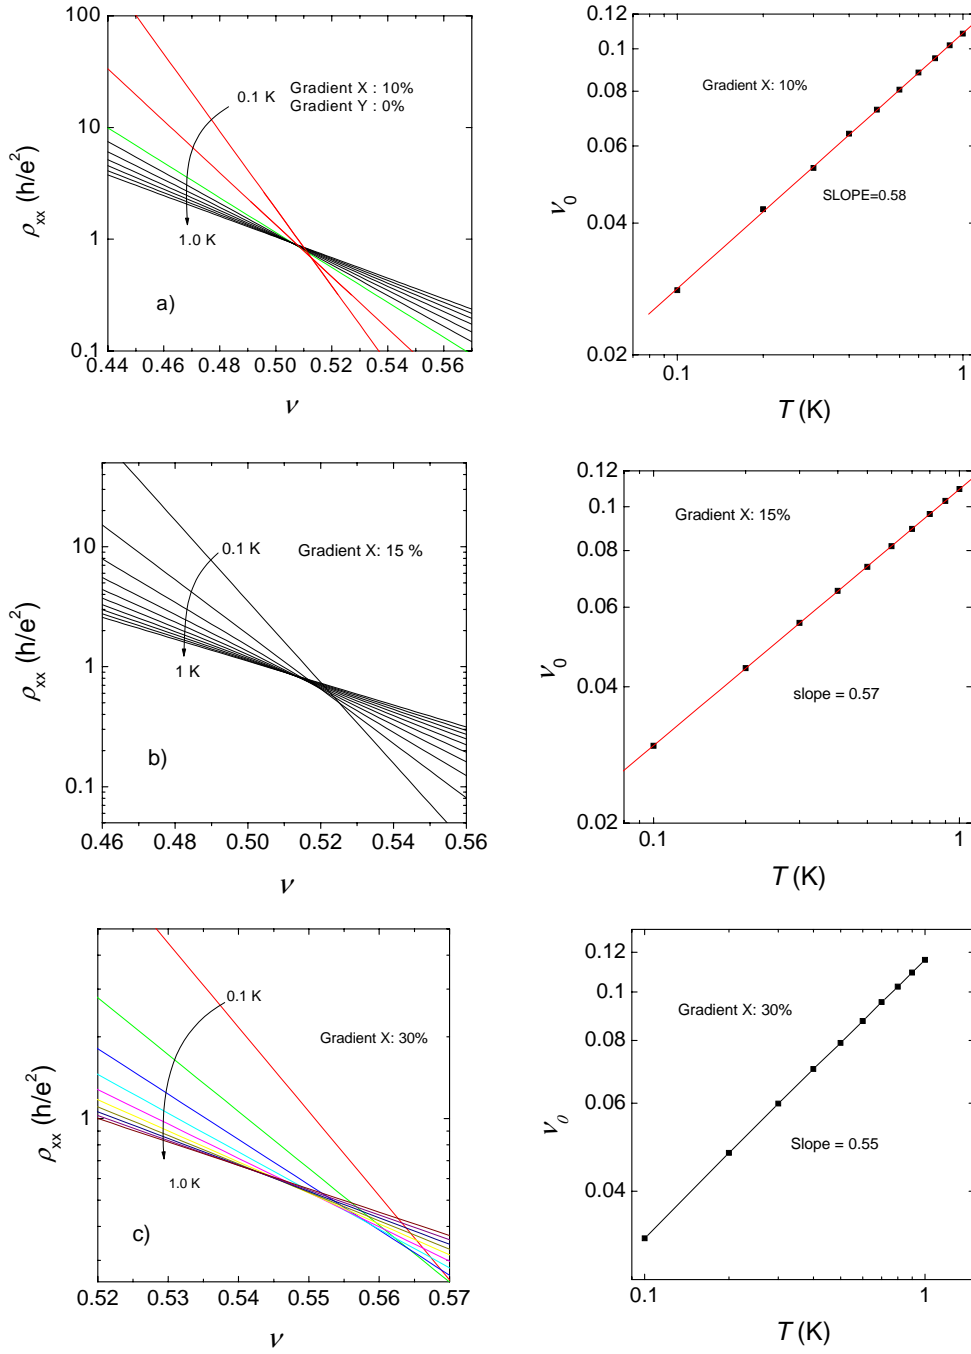 100
10
1
0.1
ρxx (h/e²)
0.1 K
Gradient X : 10%
Gradient Y : 0%
1.0 K
a)
0.44 0.46 0.48 0.50 0.52 0.54 0.56
ν
0.12
0.1
0.08
0.06
0.04
0.02
ν0
Gradient X: 10%
SLOPE=0.58
0.1 1
T (K)
10
1
0.1
ρxx (h/e²)
0.1 K
Gradient X: 15 %
1 K
b)
0.46 0.48 0.50 0.52 0.54 0.56
ν
0.12
0.1
0.08
0.06
0.04
0.02
ν0
Gradient X: 15%
slope = 0.57
0.1 1
T (K)
1
ρxx (h/e²)
0.1 K
Gradient X: 30%
1.0 K
c)
0.52 0.53 0.54 0.55 0.56 0.57
ν
0.12
0.1
0.08
0.06
0.04
ν0
Gradient X: 30%
Slope = 0.55
0.1 1
T (K)